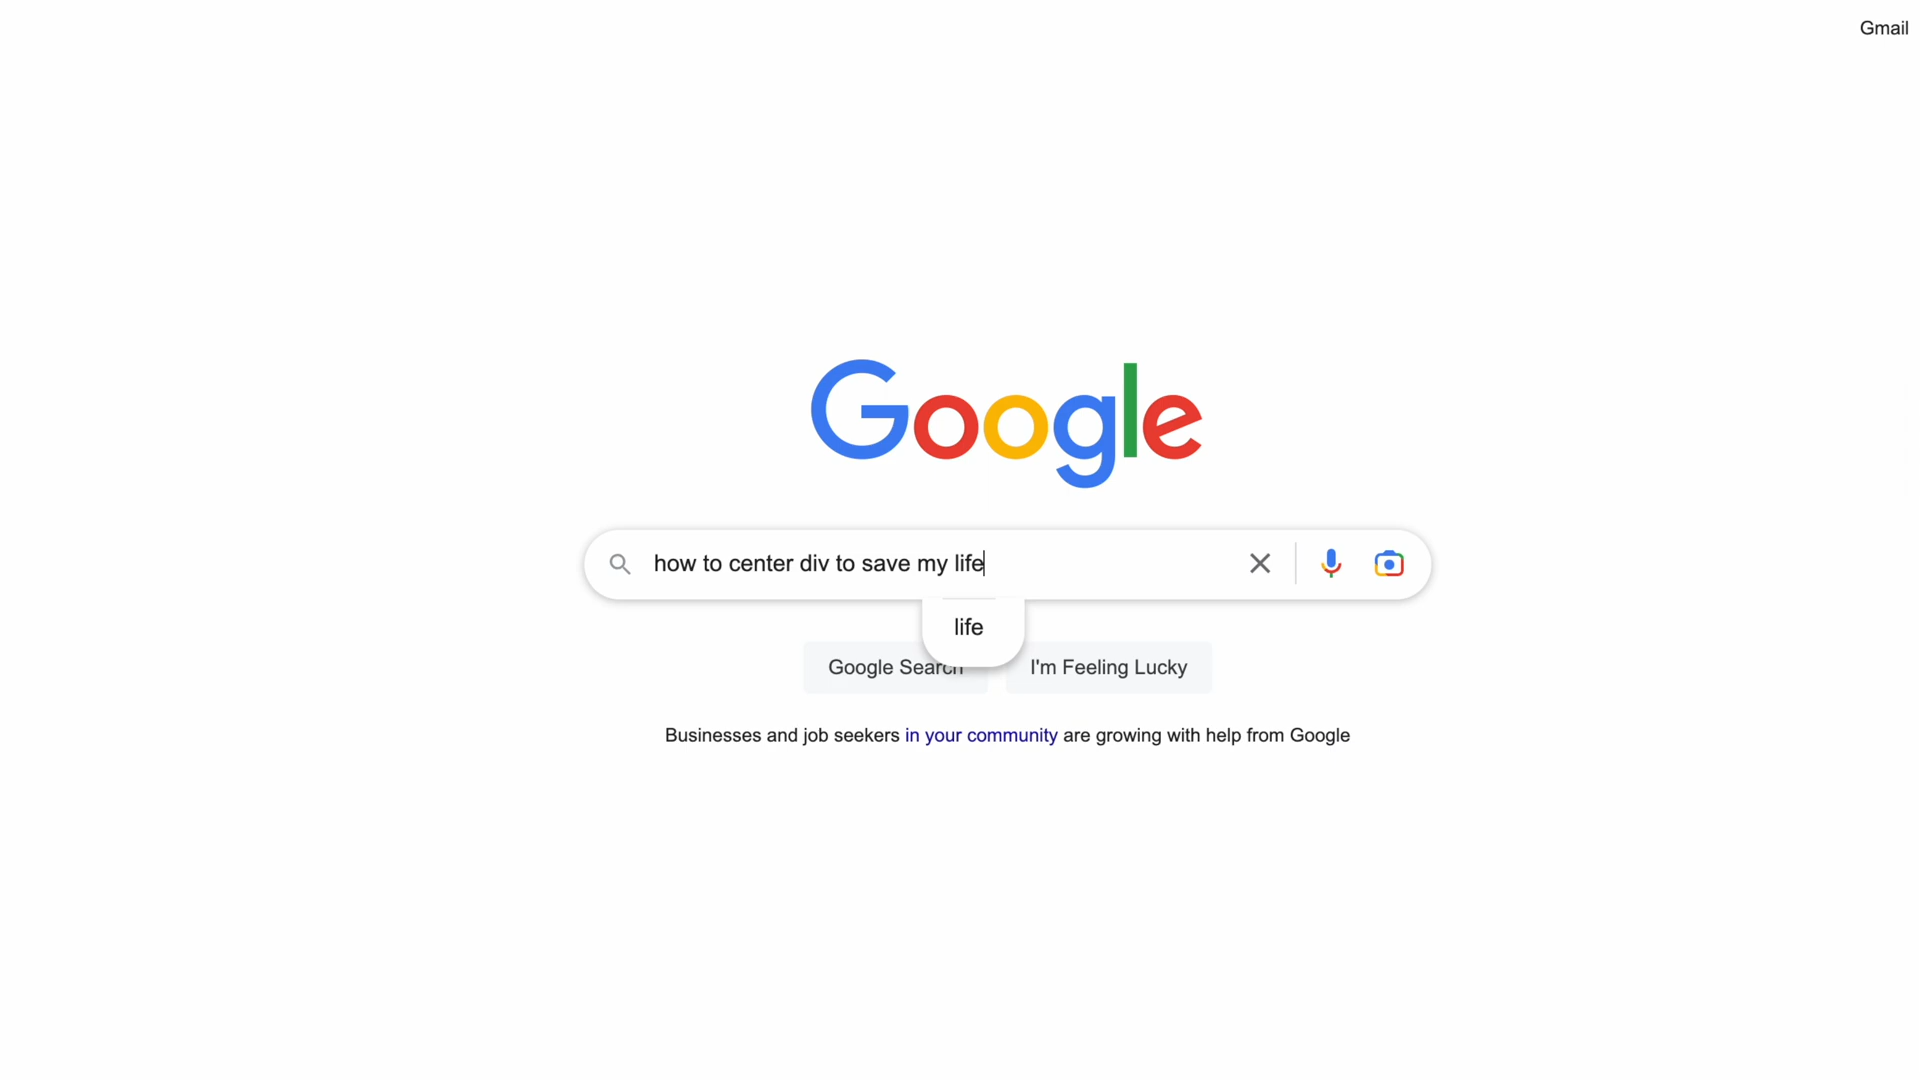 Gmail
Google
how to center div to save my life
life
Google Search
I'm Feeling Lucky
Businesses and job seekers in your community are growing with help from Google